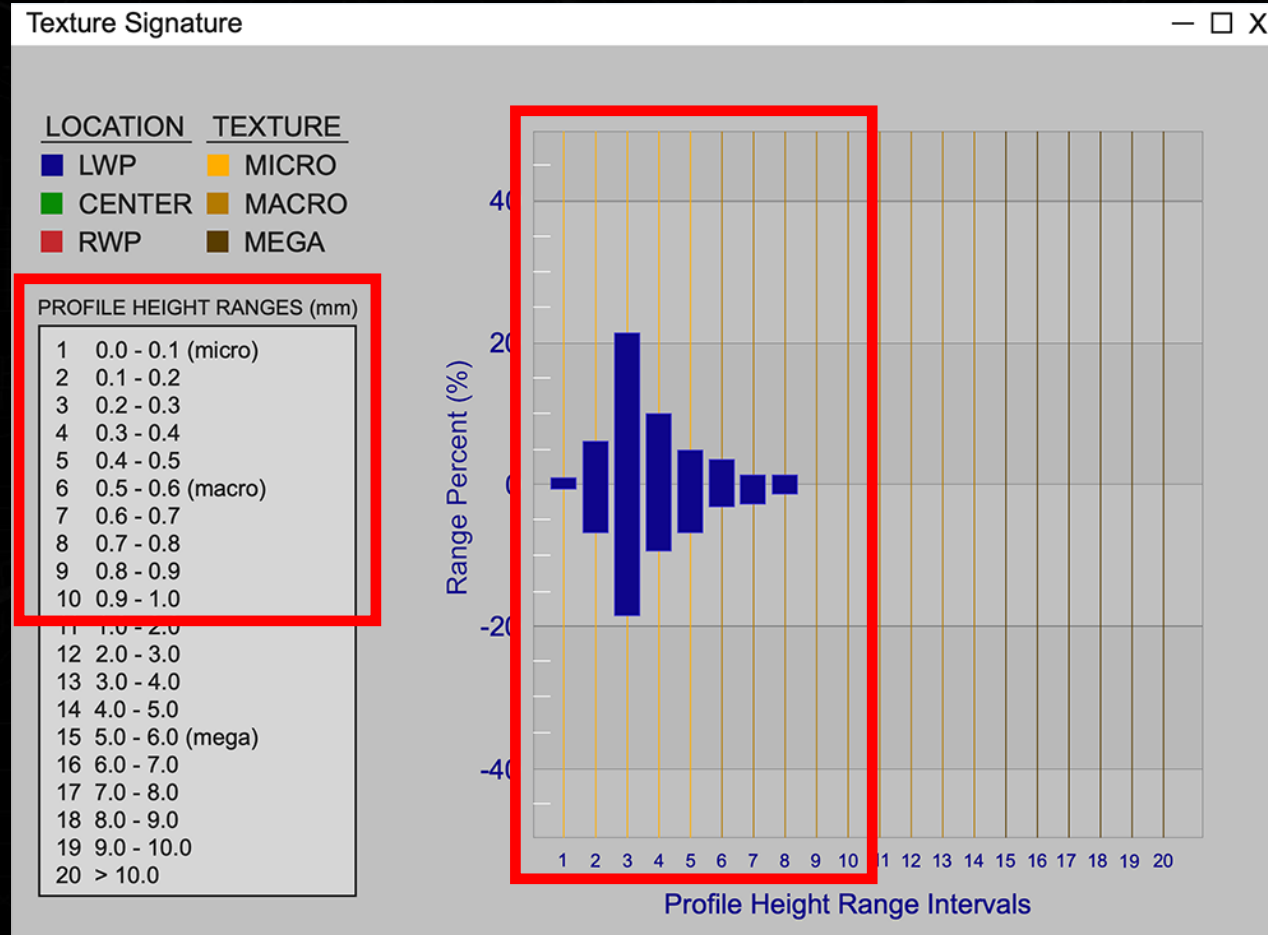 Texture Signature — □ X
LOCATION TEXTURE
LWP MICRO
CENTER MACRO
RWP MEGA
PROFILE HEIGHT RANGES (mm)
1 0.0 - 0.1 (micro)
2 0.1 - 0.2
3 0.2 - 0.3
4 0.3 - 0.4
5 0.4 - 0.5
6 0.5 - 0.6 (macro)
7 0.6 - 0.7
8 0.7 - 0.8
9 0.8 - 0.9
10 0.9 - 1.0
11 1.0 - 2.0
12 2.0 - 3.0
13 3.0 - 4.0
14 4.0 - 5.0
15 5.0 - 6.0 (mega)
16 6.0 - 7.0
17 7.0 - 8.0
18 8.0 - 9.0
19 9.0 - 10.0
20 > 10.0
Range Percent (%)
40
20
0
-20
-40
1 2 3 4 5 6 7 8 9 10 11 12 13 14 15 16 17 18 19 20
Profile Height Range Intervals